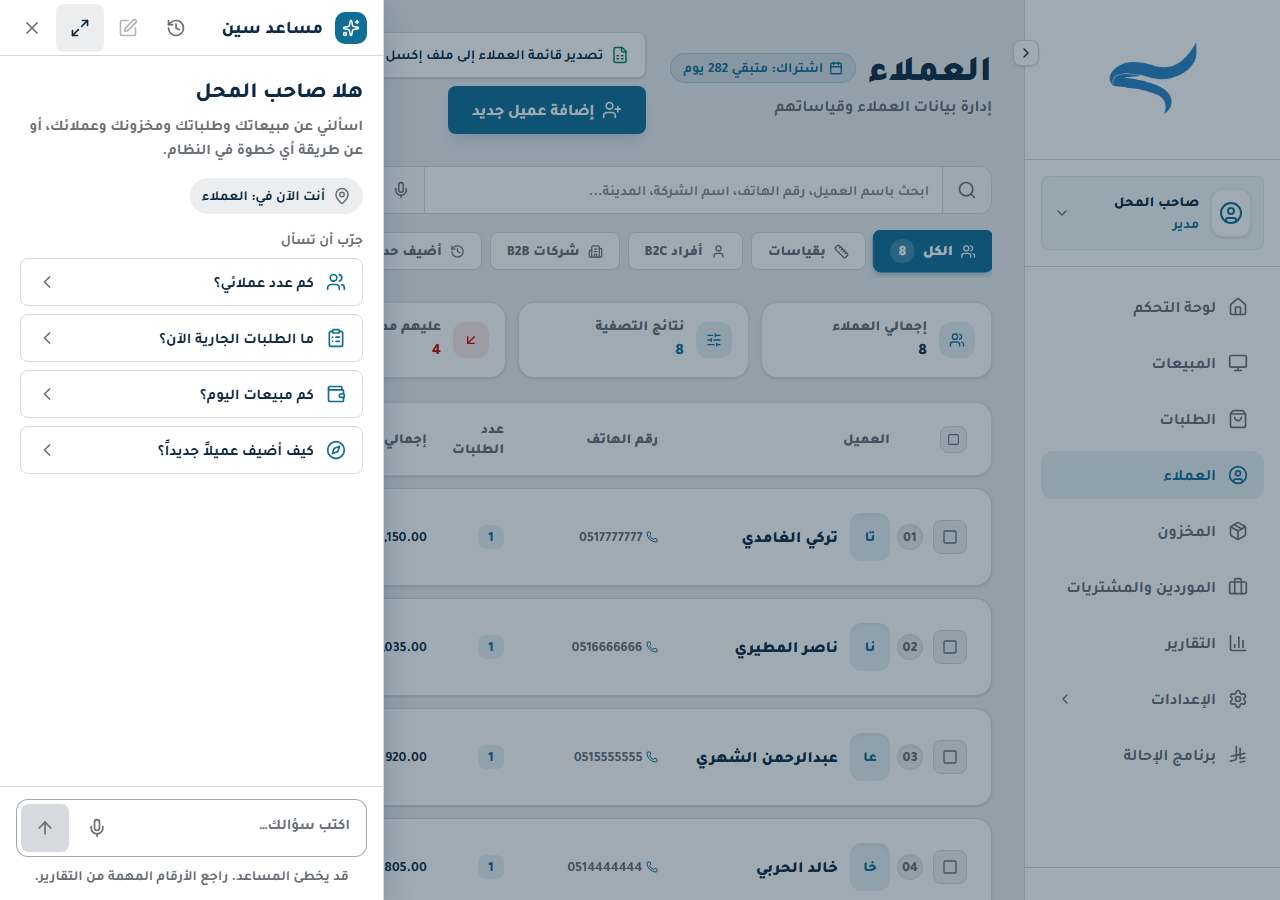 صاحب المحل
مدير
لوحة التحكم
المبيعات
الطلبات
العملاء
المخزون
الموردين والمشتريات
التقارير
الإعدادات
برنامج الإحالة
العملاء
اشتراك: متبقي 282 يوم
إدارة بيانات العملاء وقياساتهم
تصدير قائمة العملاء إلى ملف إكسل
إضافة عميل جديد
ابحث باسم العميل، رقم الهاتف، اسم الشركة، المدينة...
الكل 8
بقياسات
أفراد B2C
شركات B2B
أضيف
إجمالي العملاء
8
نتائج التصفية
8
عليهم
4
العميل
رقم الهاتف
عدد الطلبات
إجمالي
01 تا تركي الغامدي 0517777777 1 ,150.00
02 نا ناصر المطيري 0516666666 1 035.00
03 عا عبدالرحمن الشهري 0515555555 1 920.00
04 خا خالد الحربي 0514444444 1 805.00
مساعد سين
هلا صاحب المحل
اسألني عن مبيعاتك وطلباتك ومخزونك وعملائك، أو
عن طريقة أي خطوة في النظام.
أنت الآن في: العملاء
جرّب أن تسأل
كم عدد عملائي؟
ما الطلبات الجارية الآن؟
كم مبيعات اليوم؟
كيف أضيف عميلاً جديداً؟
اكتب سؤالك...
قد يخطئ المساعد. راجع الأرقام المهمة من التقارير.